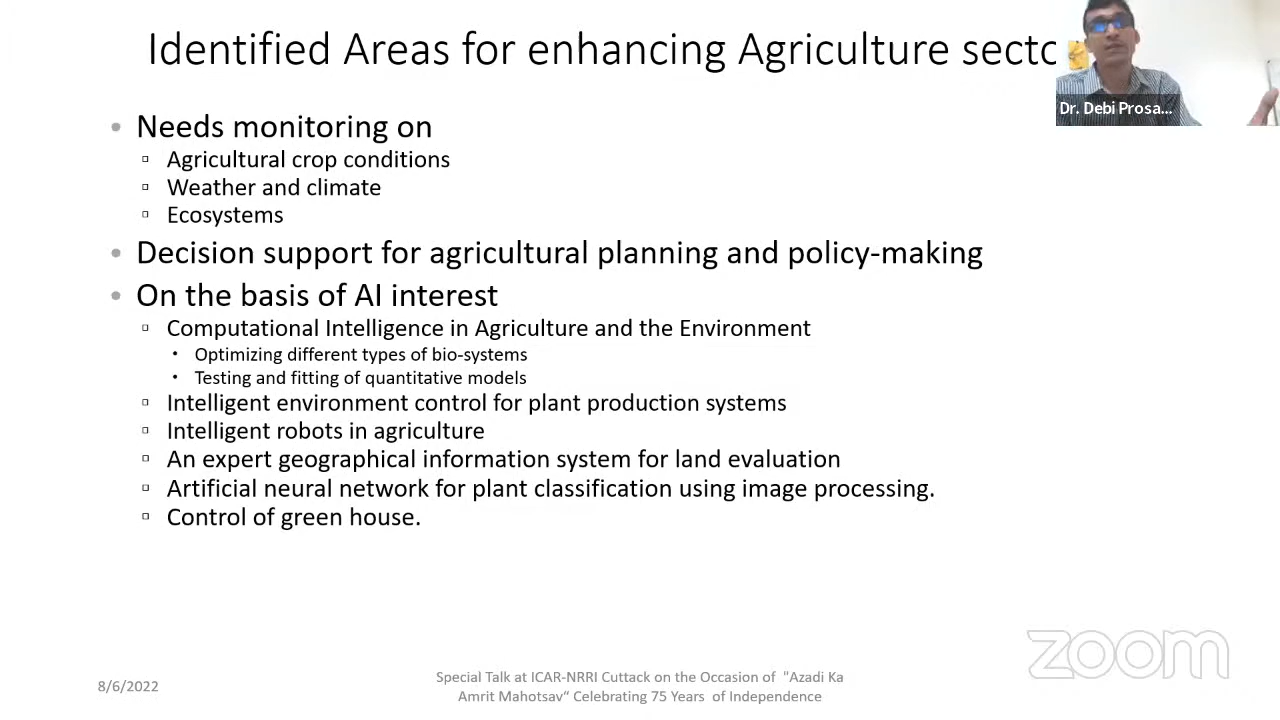 Identified Areas for enhancing Agriculture secto
Dr. Debi Prosa...
Needs monitoring on
Agricultural crop conditions
Weather and climate
Ecosystems
Decision support for agricultural planning and policy-making
On the basis of AI interest
Computational Intelligence in Agriculture and the Environment
Optimizing different types of bio-systems
Testing and fitting of quantitative models
Intelligent environment control for plant production systems
Intelligent robots in agriculture
An expert geographical information system for land evaluation
Artificial neural network for plant classification using image processing.
Control of green house.
zoom
8/6/2022
Special Talk at ICAR-NRRI Cuttack on the Occasion of "Azadi Ka
Amrit Mahotsav“ Celebrating 75 Years of Independence